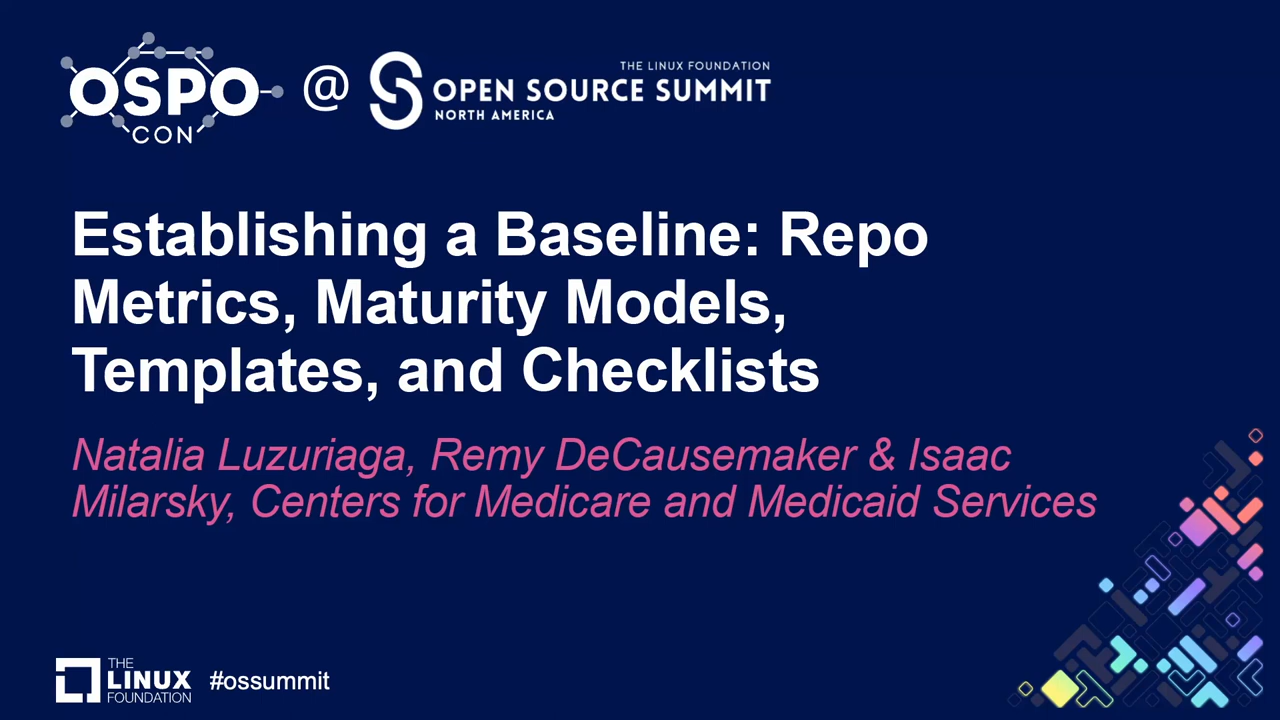 OSPO
CON
@
THE LINUX FOUNDATION
OPEN SOURCE SUMMIT
NORTH AMERICA
Establishing a Baseline: Repo
Metrics, Maturity Models,
Templates, and Checklists
Natalia Luzuriaga, Remy DeCausemaker & Isaac
Milarsky, Centers for Medicare and Medicaid Services
THE
LINUX
FOUNDATION
#ossummit